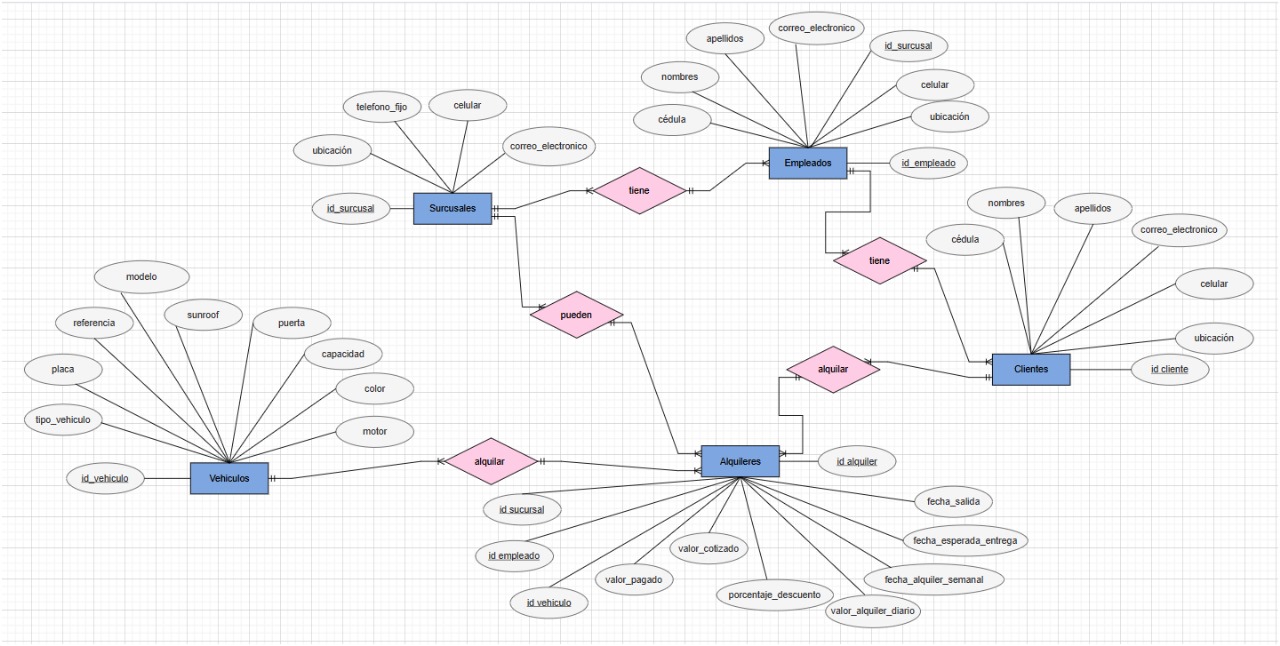 correo_electronico
apellidos
id_surcusal
nombres
celular
cédula
ubicación
Empleados
id_empleado
telefono_fijo
celular
ubicación
correo_electronico
id_surcusal
Surcusales
tiene
nombres
apellidos
cédula
correo_electronico
tiene
celular
ubicación
Clientes
id cliente
pueden
alquilar
modelo
sunroof
referencia
puerta
placa
capacidad
color
tipo_vehiculo
motor
id_vehiculo
Vehiculos
alquilar
Alquileres
id alquiler
id sucursal
fecha_salida
id empleado
valor_cotizado
fecha_esperada_entrega
valor_pagado
fecha_alquiler_semanal
id vehiculo
porcentaje_descuento
valor_alquiler_diario